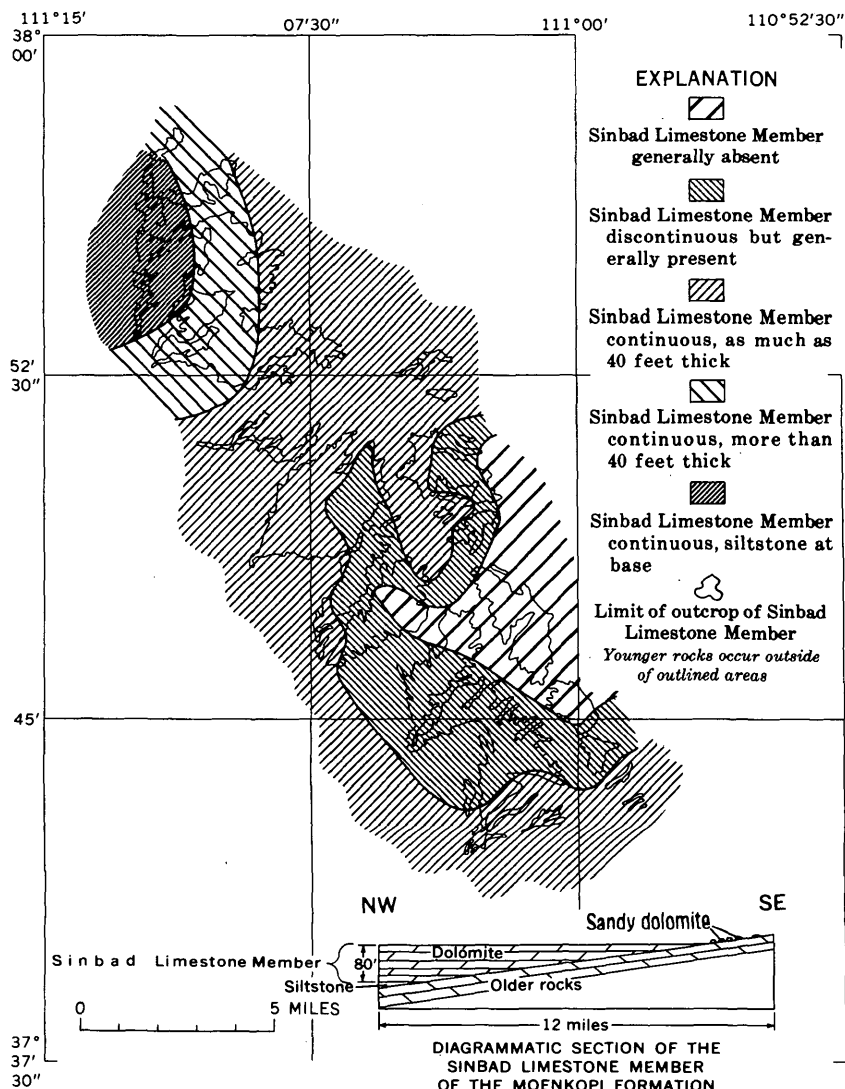 111°15′
07′30″
111°00′
110°52′30″
38°
00′
EXPLANATION
Sinbad Limestone Member
generally absent
Sinbad Limestone Member
discontinuous but gen-
erally present
Sinbad Limestone Member
continuous, as much as
40 feet thick
Sinbad Limestone Member
continuous, more than
40 feet thick
Sinbad Limestone Member
continuous, siltstone at
base
Limit of outcrop of Sinbad
Limestone Member
Younger rocks occur outside
of outlined areas
52′
30″
45′
NW
SE
Sandy dolomite
Sinbad Limestone Member
80′
Dolomite
Siltstone
Older rocks
0
5 MILES
12 miles
37°
37′
30″
DIAGRAMMATIC SECTION OF THE
SINBAD LIMESTONE MEMBER
OF THE MOENKOPI FORMATION